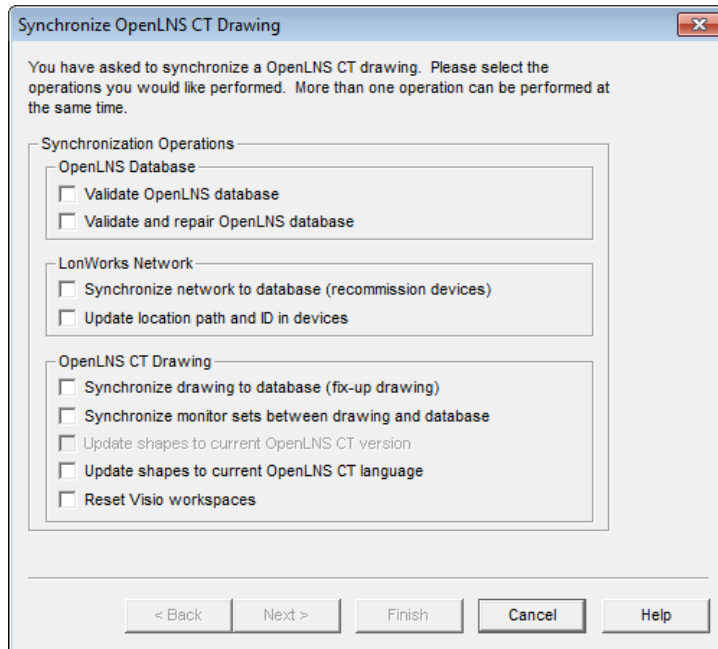 Synchronize OpenLNS CT Drawing
You have asked to synchronize a OpenLNS CT drawing. Please select the
operations you would like performed. More than one operation can be performed at
the same time.
Synchronization Operations
OpenLNS Database
Validate OpenLNS database
Validate and repair OpenLNS database
LonWorks Network
Synchronize network to database (recommission devices)
Update location path and ID in devices
OpenLNS CT Drawing
Synchronize drawing to database (fix-up drawing)
Synchronize monitor sets between drawing and database
Update shapes to current OpenLNS CT version
Update shapes to current OpenLNS CT language
Reset Visio workspaces
< Back Next > Finish Cancel Help